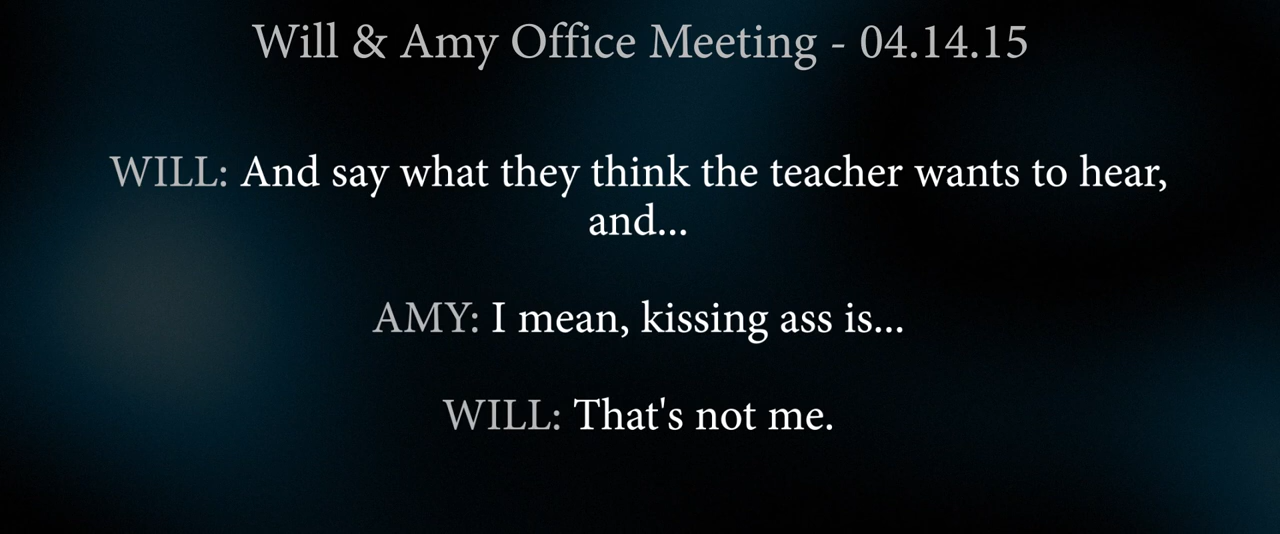 Will & Amy Office Meeting - 04.14.15
WILL: And say what they think the teacher wants to hear,
and...
AMY: I mean, kissing ass is...
WILL: That's not me.